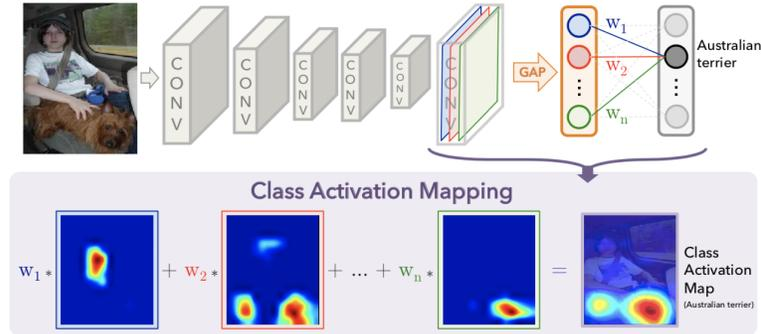 CONV
CONV
CONV
CONV
CONV
CONV
GAP
w1
w2
⋮
wn
⋮
Australian
terrier
Class Activation Mapping
w1 * + w2 * + ... + wn * =
Class
Activation
Map
(Australian terrier)